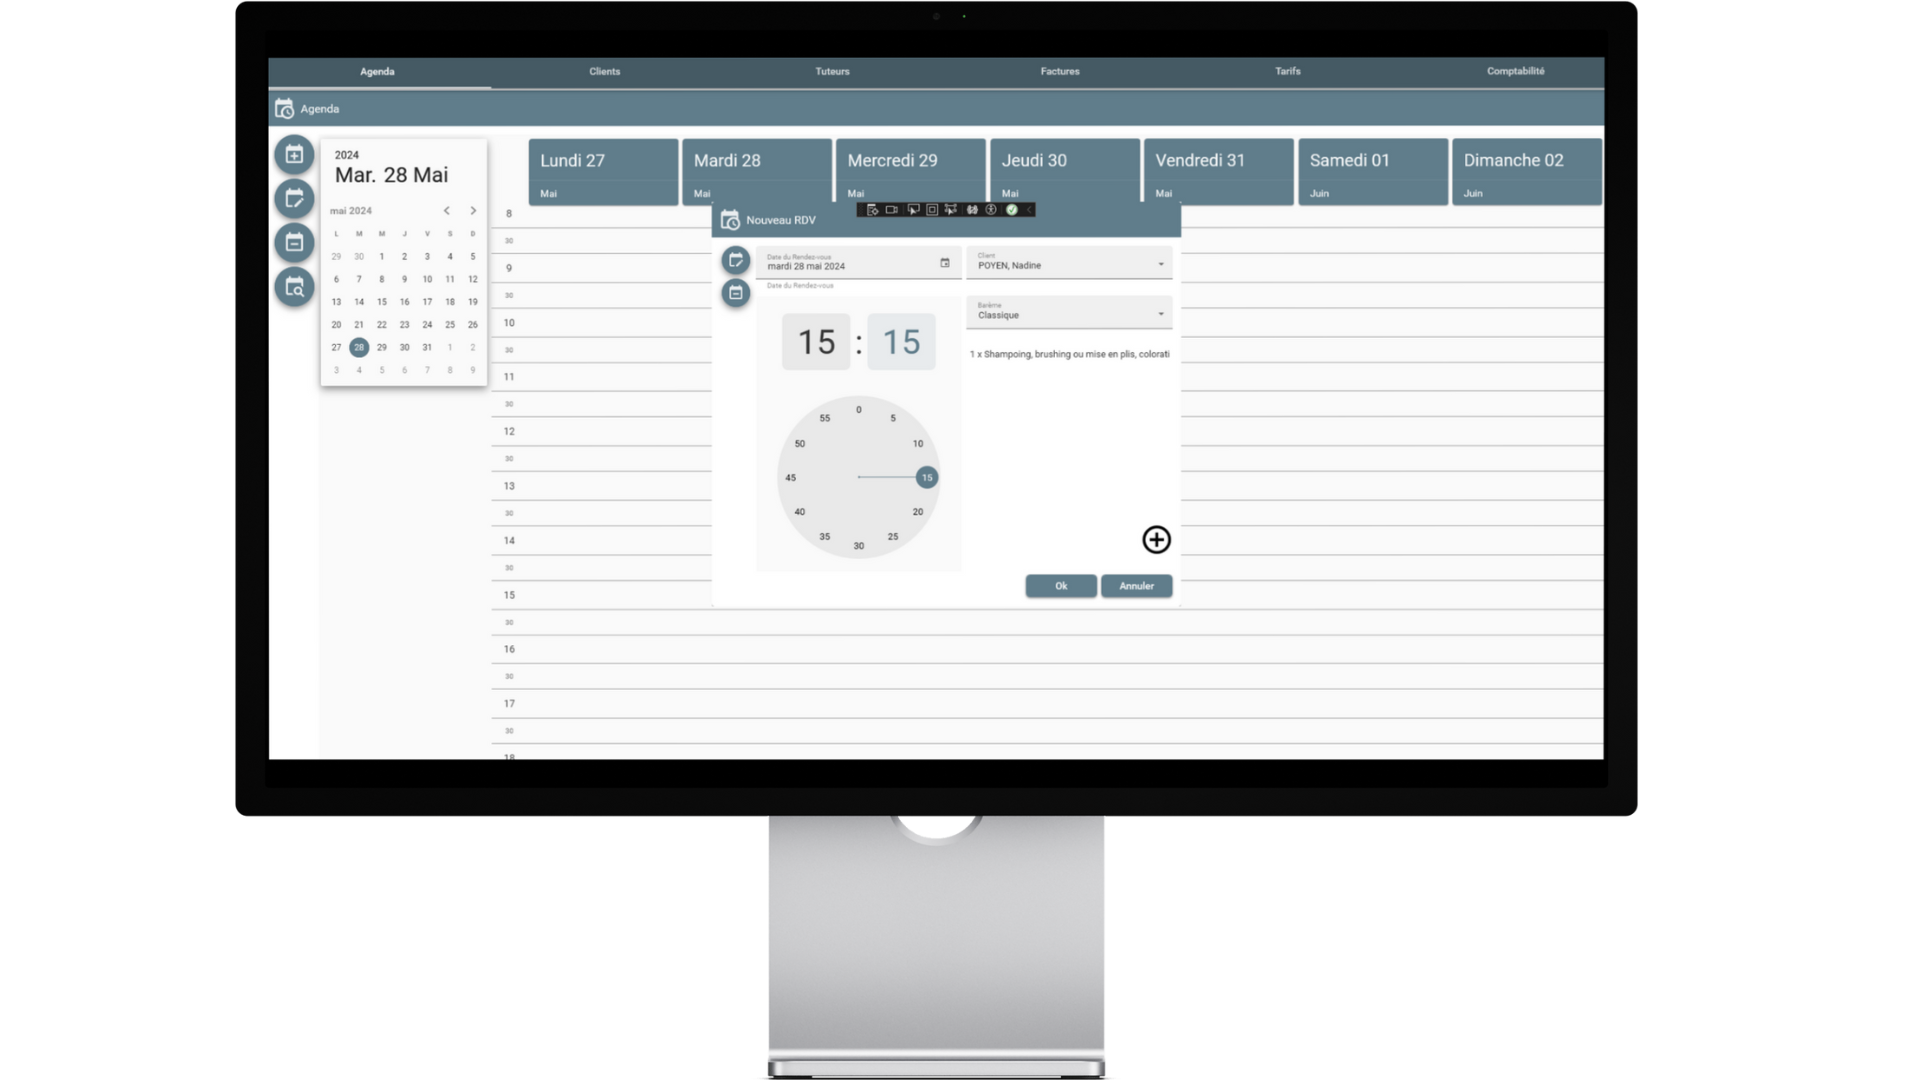 Agenda Clients Tuteurs Factures Tarifs Comptabilité
Agenda
2024
Mar. 28 Mai
mai 2024
L M M J V S D
29 30 1 2 3 4 5
6 7 8 9 10 11 12
13 14 15 16 17 18 19
20 21 22 23 24 25 26
27 28 29 30 31 1 2
3 4 5 6 7 8 9
Lundi 27 Mardi 28 Mercredi 29 Jeudi 30 Vendredi 31 Samedi 01 Dimanche 02
Mai Mai Mai Mai Mai Juin Juin
8
30
9
30
10
30
11
30
12
30
13
30
14
30
15
30
16
30
17
30
18
Nouveau RDV
Date du Rendez-vous
mardi 28 mai 2024
Date du Rendez-vous
Client
POYEN, Nadine
Barème
Classique
1 x Shampoing, brushing ou mise en plis, colorati
15 : 15
0
5
10
15
20
25
30
35
40
45
50
55
Ok Annuler